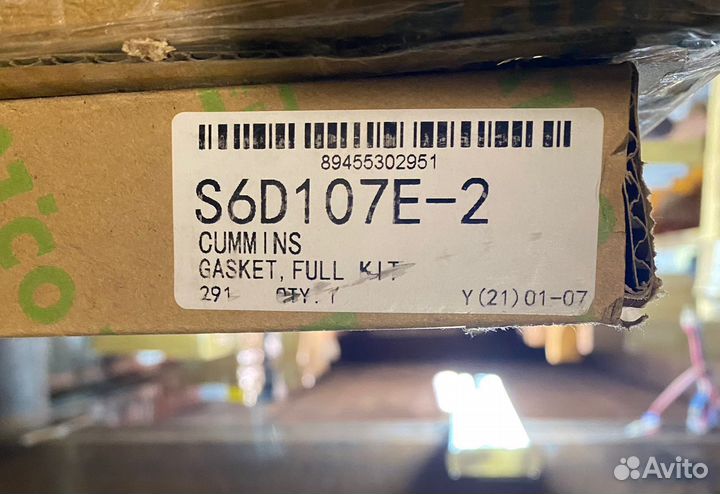 89455302951
S6D107E-2
CUMMINS
GASKET, FULL KIT
291 QTY. 1 Y(21)01-07
Avito